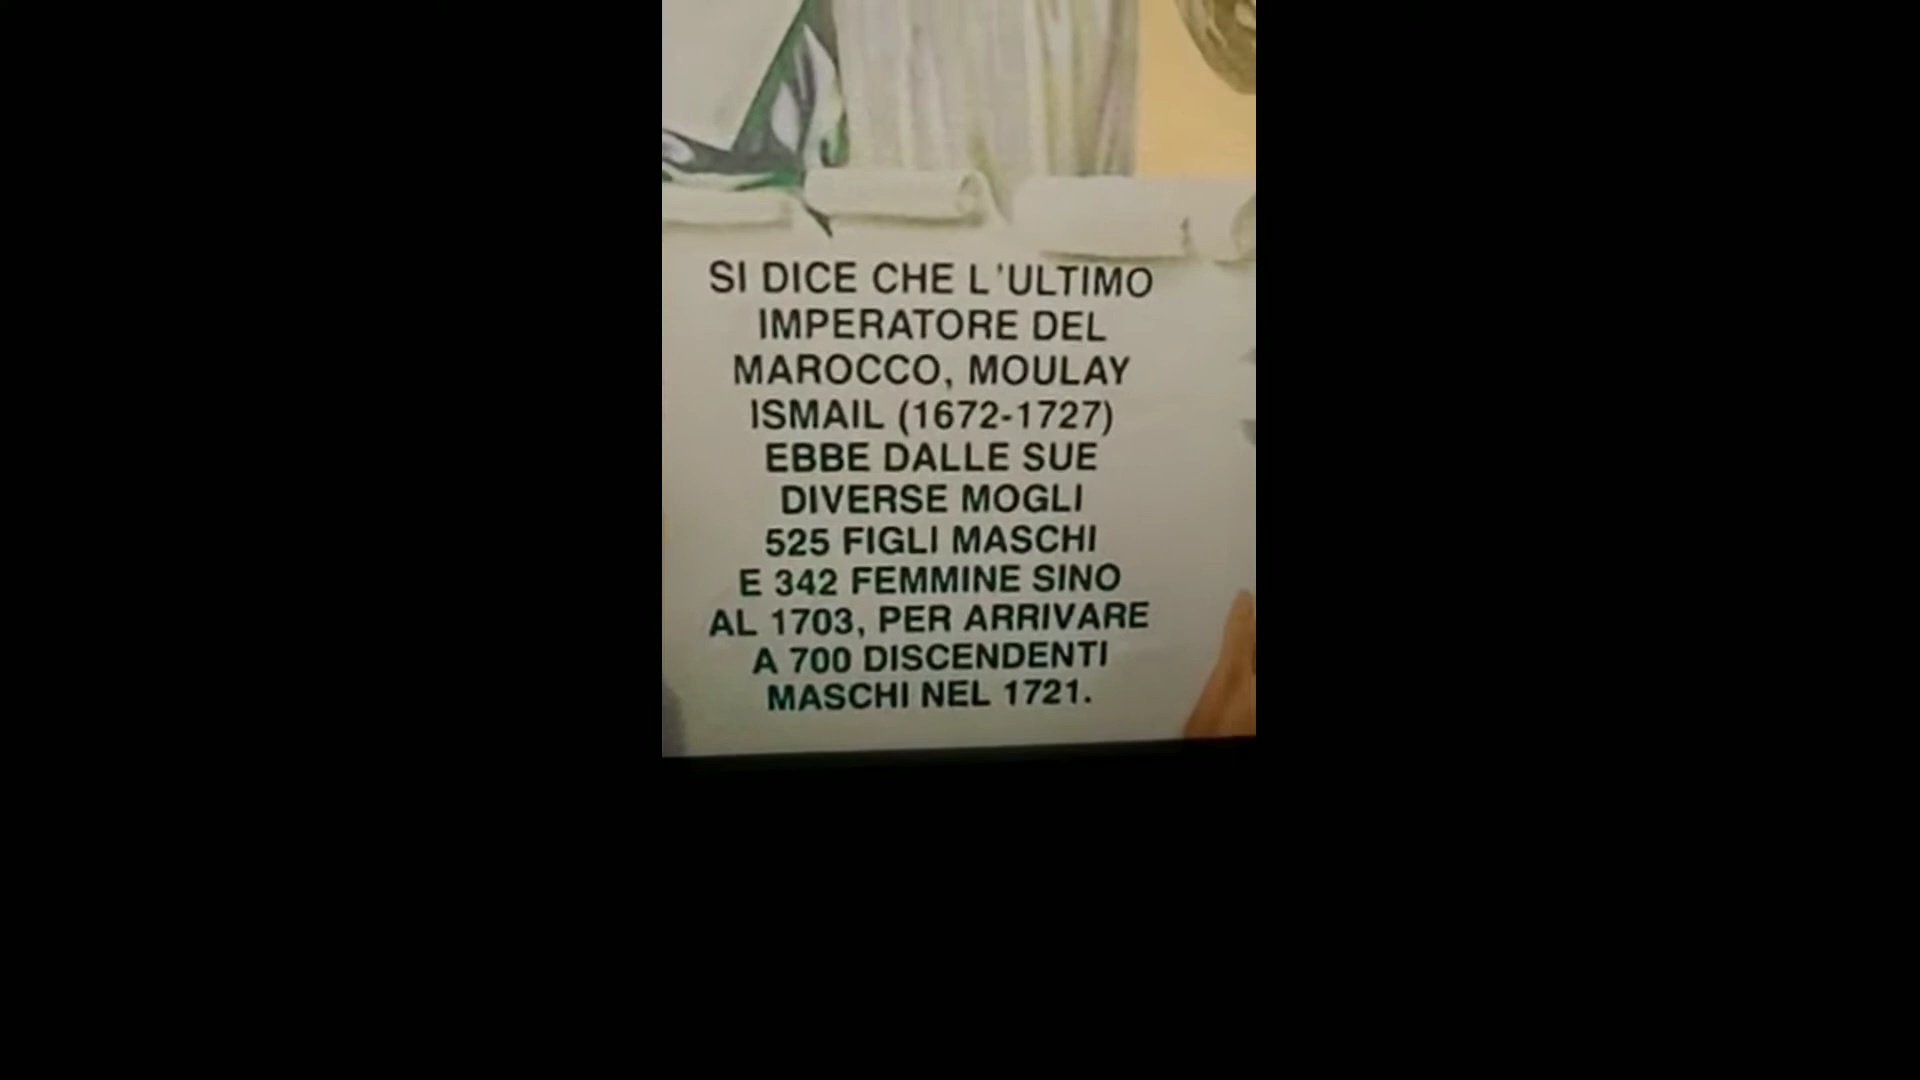 SI DICE CHE L'ULTIMO
IMPERATORE DEL
MAROCCO, MOULAY
ISMAIL (1672-1727)
EBBE DALLE SUE
DIVERSE MOGLI
525 FIGLI MASCHI
E 342 FEMMINE SINO
AL 1703, PER ARRIVARE
A 700 DISCENDENTI
MASCHI NEL 1721.